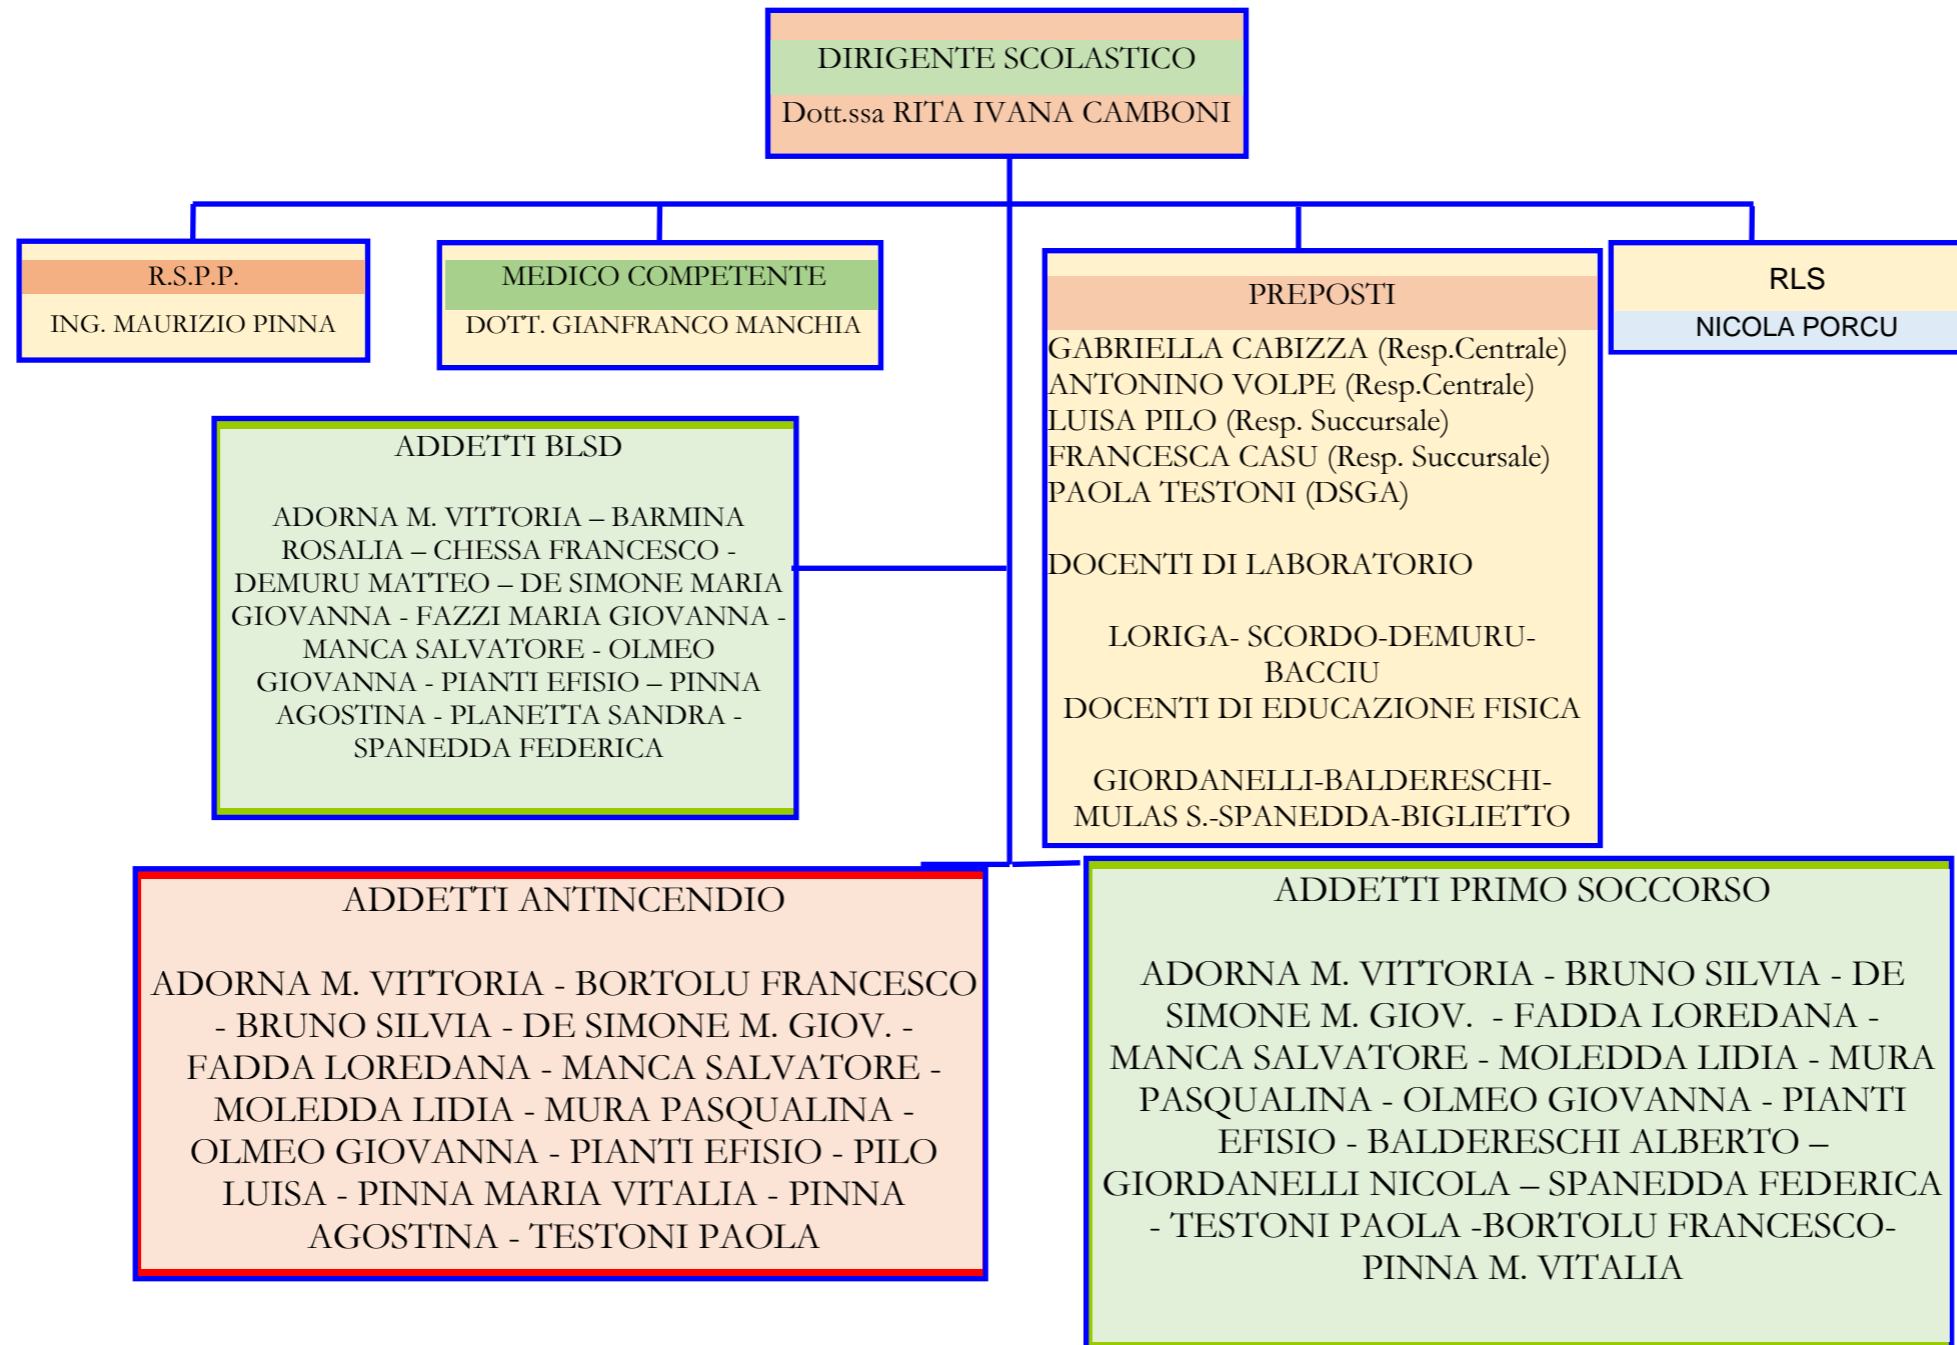 DIRIGENTE SCOLASTICO
Dott.ssa RITA IVANA CAMBONI
R.S.P.P.
ING. MAURIZIO PINNA
MEDICO COMPETENTE
DOTT. GIANFRANCO MANCHIA
PREPOSTI
GABRIELLA CABIZZA (Resp.Centrale)
ANTONINO VOLPE (Resp.Centrale)
LUISA PILO (Resp. Succursale)
FRANCESCA CASU (Resp. Succursale)
PAOLA TESTONI (DSGA)
DOCENTI DI LABORATORIO
LORIGA- SCORDO-DEMURU-
BACCIU
DOCENTI DI EDUCAZIONE FISICA
GIORDANELLI-BALDERESCHI-
MULAS S.-SPANEDDA-BIGLIETTO
RLS
NICOLA PORCU
ADDETTI BLSD
ADORNA M. VITTORIA – BARMINA
ROSALIA – CHESSA FRANCESCO -
DEMURU MATTEO – DE SIMONE MARIA
GIOVANNA - FAZZI MARIA GIOVANNA -
MANCA SALVATORE - OLMEO
GIOVANNA - PIANTI EFISIO – PINNA
AGOSTINA - PLANETTA SANDRA -
SPANEDDA FEDERICA
ADDETTI ANTINCENDIO
ADORNA M. VITTORIA - BORTOLU FRANCESCO
- BRUNO SILVIA - DE SIMONE M. GIOV. -
FADDA LOREDANA - MANCA SALVATORE -
MOLEDDA LIDIA - MURA PASQUALINA -
OLMEO GIOVANNA - PIANTI EFISIO - PILO
LUISA - PINNA MARIA VITALIA - PINNA
AGOSTINA - TESTONI PAOLA
ADDETTI PRIMO SOCCORSO
ADORNA M. VITTORIA - BRUNO SILVIA - DE
SIMONE M. GIOV. - FADDA LOREDANA -
MANCA SALVATORE - MOLEDDA LIDIA - MURA
PASQUALINA - OLMEO GIOVANNA - PIANTI
EFISIO - BALDERESCHI ALBERTO –
GIORDANELLI NICOLA – SPANEDDA FEDERICA
- TESTONI PAOLA -BORTOLU FRANCESCO-
PINNA M. VITALIA